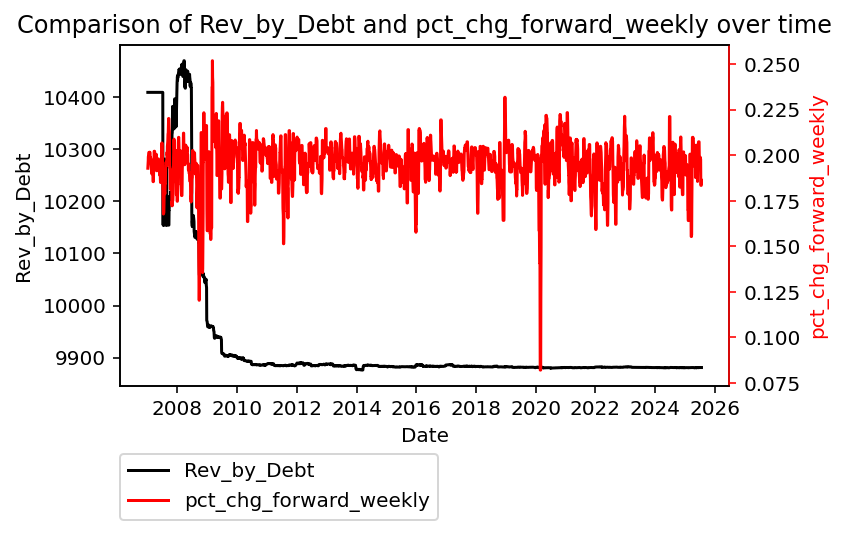 Comparison of Rev_by_Debt and pct_chg_forward_weekly over time
Rev_by_Debt
10400
10300
10200
10100
10000
9900
0.250
0.225
0.200
0.175
0.150
0.125
0.100
0.075
pct_chg_forward_weekly
2008 2010 2012 2014 2016 2018 2020 2022 2024 2026
Date
Rev_by_Debt
pct_chg_forward_weekly